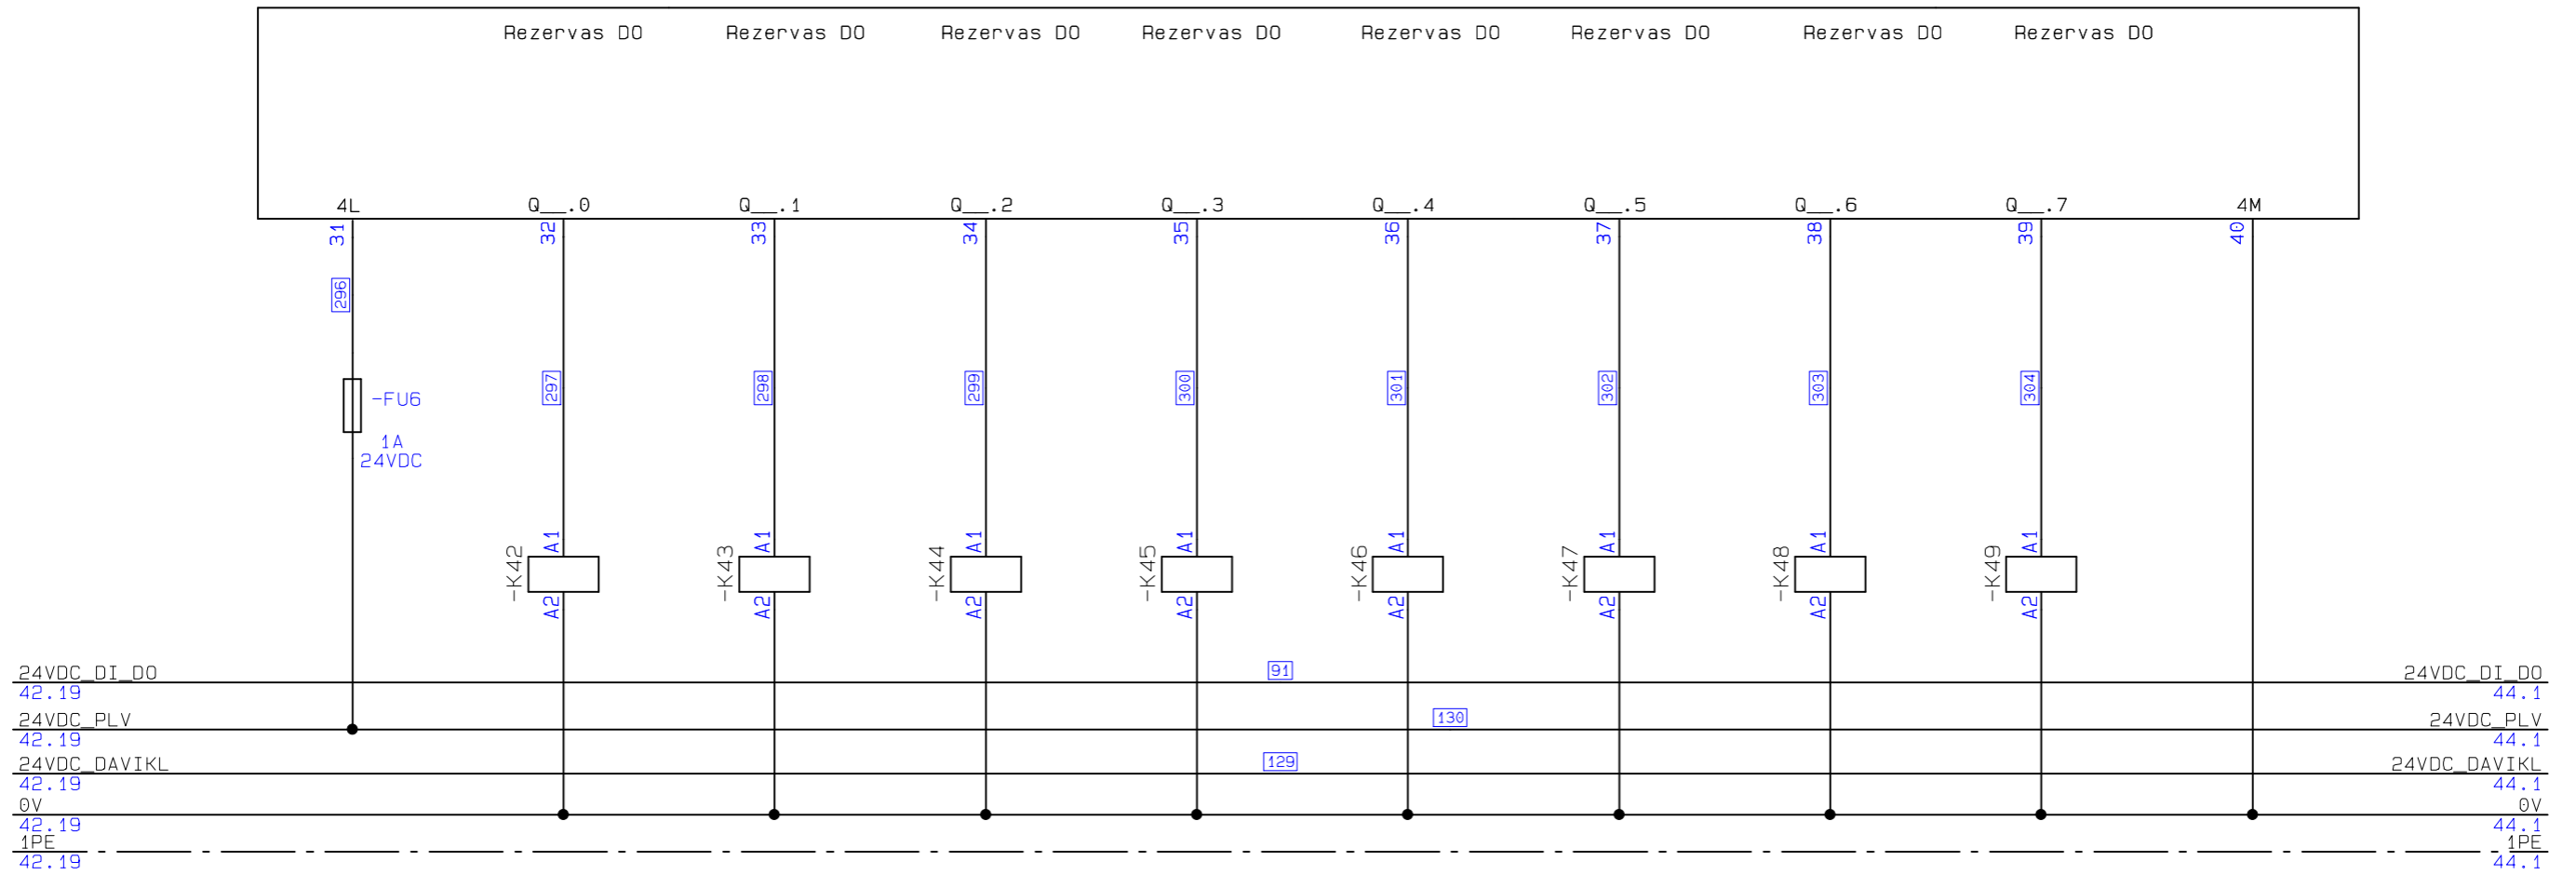 Rezervas DO Rezervas DO Rezervas DO Rezervas DO Rezervas DO Rezervas DO Rezervas DO Rezervas DO
4L Q__.0 Q__.1 Q__.2 Q__.3 Q__.4 Q__.5 Q__.6 Q__.7 4M
31 32 33 34 35 36 37 38 39 40
296
297 298 299 300 301 302 303 304
-FU6
1A
24VDC
A1 A1 A1 A1 A1 A1 A1 A1
-K42 -K43 -K44 -K45 -K46 -K47 -K48 -K49
A2 A2 A2 A2 A2 A2 A2 A2
24VDC_DI_DO 91 24VDC_DI_DO
42.19 44.1
24VDC_PLV 130 24VDC_PLV
42.19 44.1
24VDC_DAVIKL 129 24VDC_DAVIKL
42.19 44.1
0V 0V
42.19 44.1
1PE 1PE
42.19 44.1